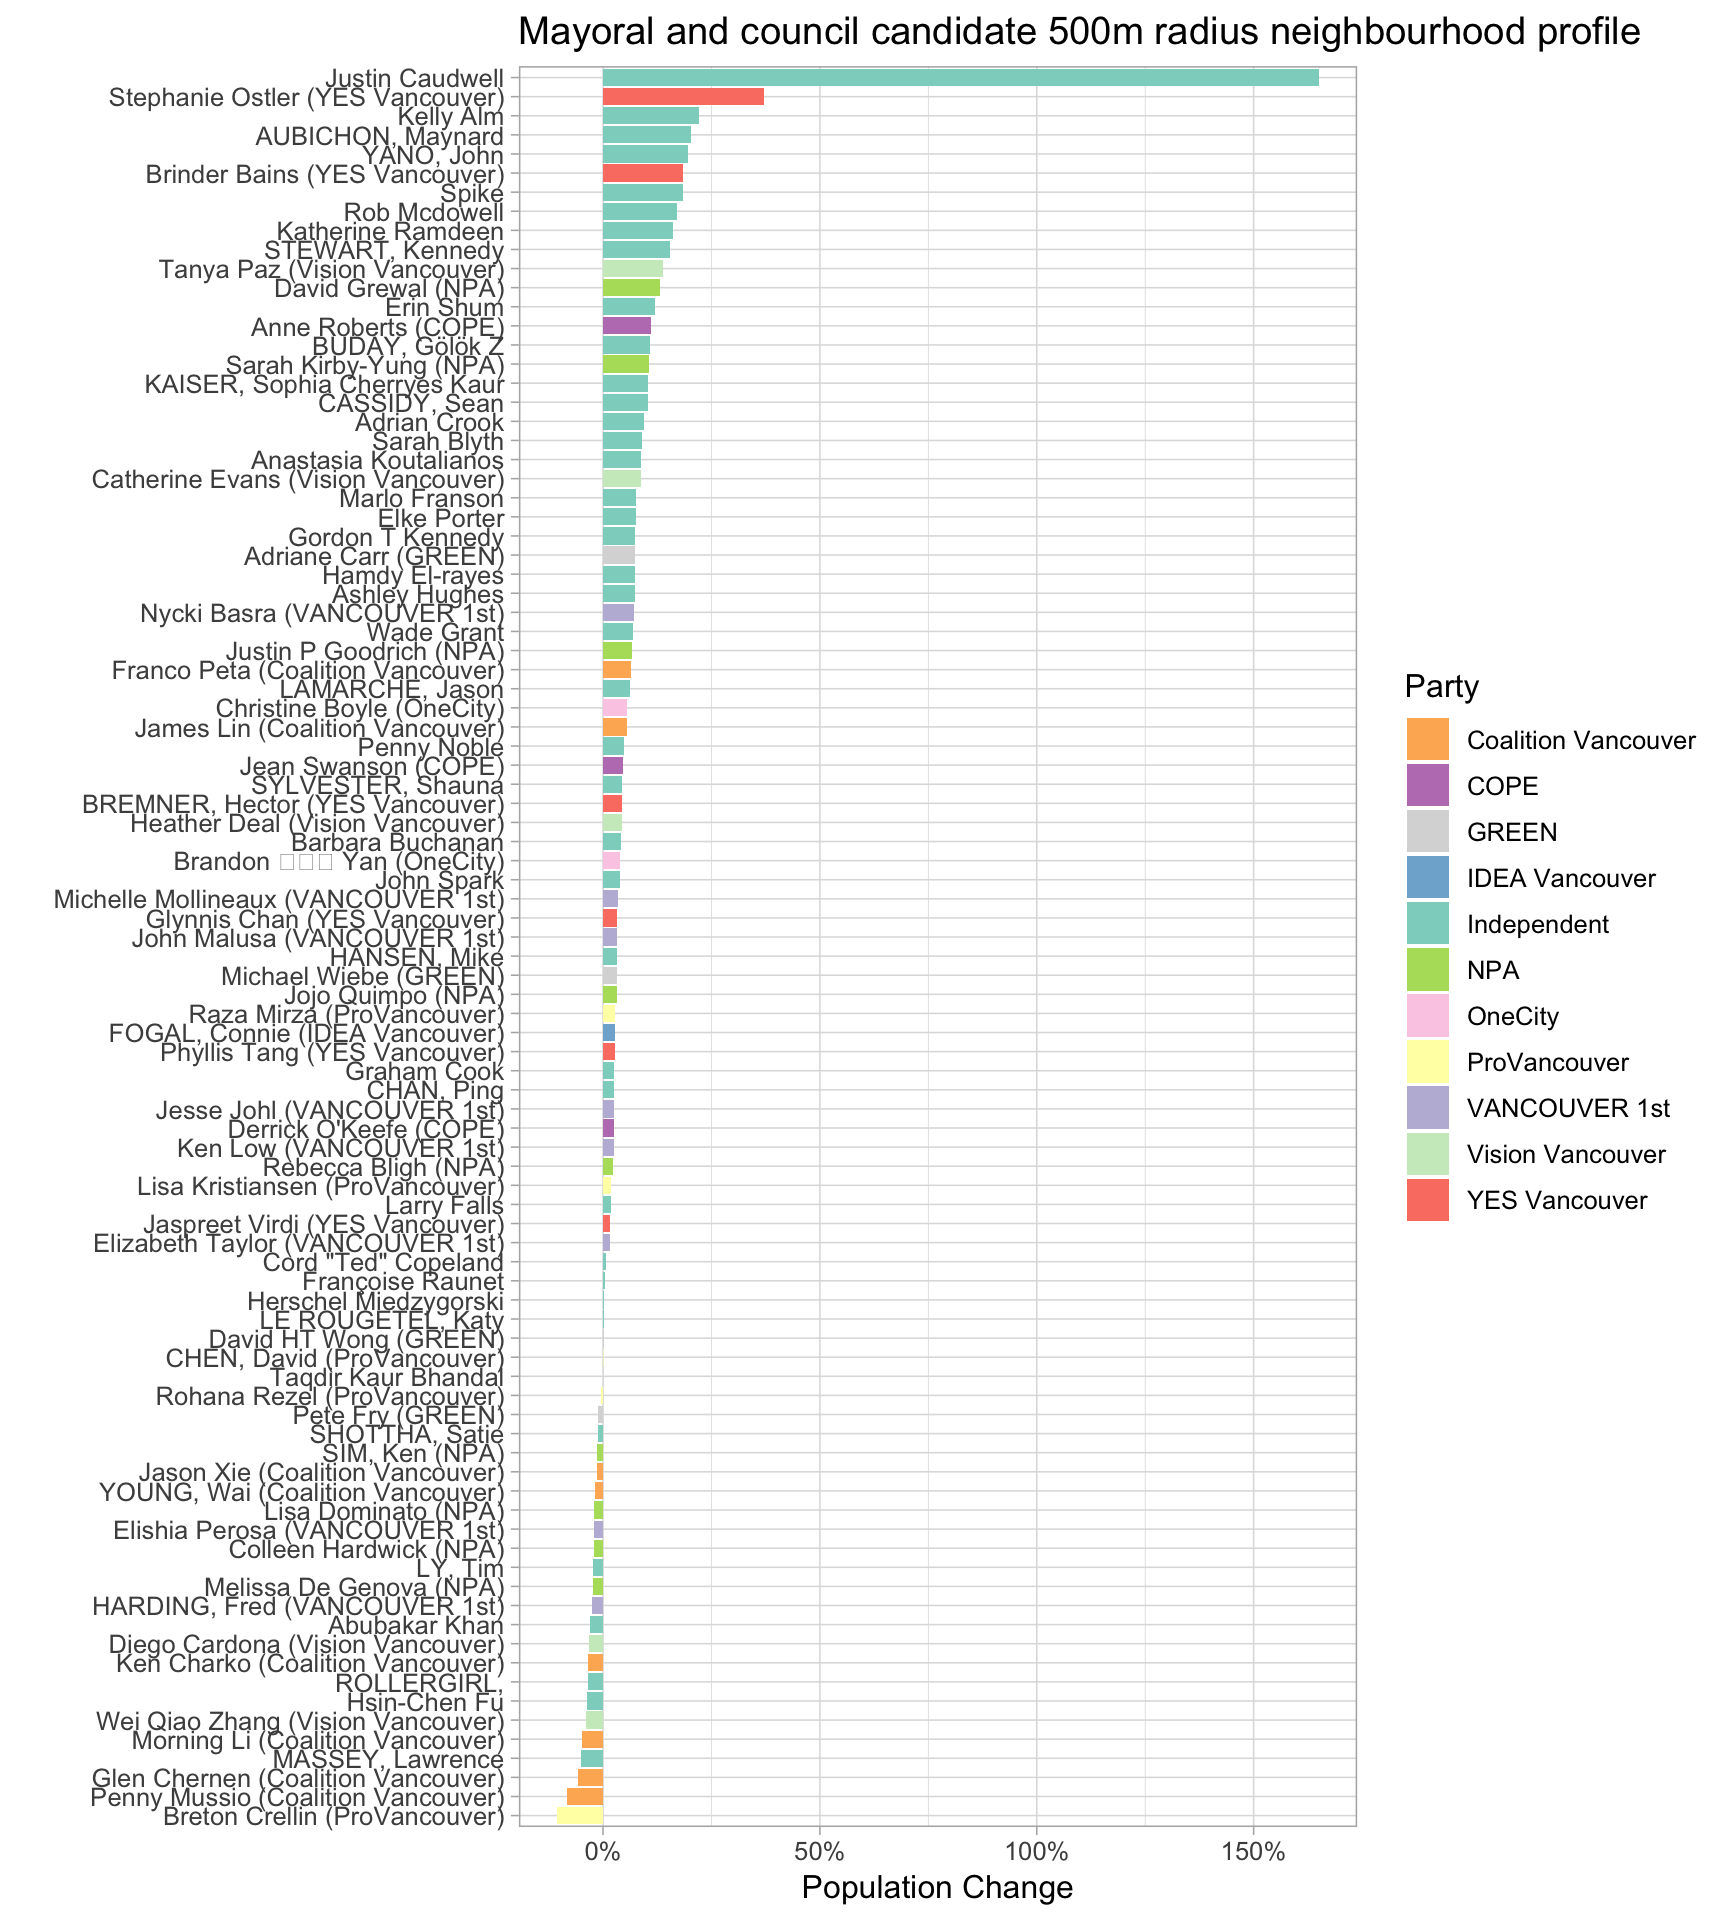 Mayoral and council candidate 500m radius neighbourhood profile
Justin Caudwell
Stephanie Ostler (YES Vancouver)
Kelly Alm
AUBICHON, Maynard
YANO, John
Brinder Bains (YES Vancouver)
Spike
Rob Mcdowell
Katherine Ramdeen
STEWART, Kennedy
Tanya Paz (Vision Vancouver)
David Grewal (NPA)
Erin Shum
Anne Roberts (COPE)
BUDAY, Gölök Z
Sarah Kirby-Yung (NPA)
KAISER, Sophia Cherryes Kaur
CASSIDY, Sean
Adrian Crook
Sarah Blyth
Anastasia Koutalianos
Catherine Evans (Vision Vancouver)
Marlo Franson
Elke Porter
Gordon T Kennedy
Adriane Carr (GREEN)
Hamdy El-rayes
Ashley Hughes
Nycki Basra (VANCOUVER 1st)
Wade Grant
Justin P Goodrich (NPA)
Franco Peta (Coalition Vancouver)
LAMARCHE, Jason
Christine Boyle (OneCity)
James Lin (Coalition Vancouver)
Penny Noble
Jean Swanson (COPE)
SYLVESTER, Shauna
BREMNER, Hector (YES Vancouver)
Heather Deal (Vision Vancouver)
Barbara Buchanan
Brandon Yan (OneCity)
John Spark
Michelle Mollineaux (VANCOUVER 1st)
Glynnis Chan (YES Vancouver)
John Malusa (VANCOUVER 1st)
HANSEN, Mike
Michael Wiebe (GREEN)
Jojo Quimpo (NPA)
Raza Mirza (ProVancouver)
FOGAL, Connie (IDEA Vancouver)
Phyllis Tang (YES Vancouver)
Graham Cook
CHAN, Ping
Jesse Johl (VANCOUVER 1st)
Derrick O'Keefe (COPE)
Ken Low (VANCOUVER 1st)
Rebecca Bligh (NPA)
Lisa Kristiansen (ProVancouver)
Larry Falls
Jaspreet Virdi (YES Vancouver)
Elizabeth Taylor (VANCOUVER 1st)
Cord "Ted" Copeland
Françoise Raunet
Herschel Miedzygorski
LE ROUGETEL, Katy
David HT Wong (GREEN)
CHEN, David (ProVancouver)
Taqdir Kaur Bhandal
Rohana Rezel (ProVancouver)
Pete Fry (GREEN)
SHOTTHA, Satie
SIM, Ken (NPA)
Jason Xie (Coalition Vancouver)
YOUNG, Wai (Coalition Vancouver)
Lisa Dominato (NPA)
Elishia Perosa (VANCOUVER 1st)
Colleen Hardwick (NPA)
LY, Tim
Melissa De Genova (NPA)
HARDING, Fred (VANCOUVER 1st)
Abubakar Khan
Diego Cardona (Vision Vancouver)
Ken Charko (Coalition Vancouver)
ROLLERGIRL,
Hsin-Chen Fu
Wei Qiao Zhang (Vision Vancouver)
Morning Li (Coalition Vancouver)
MASSEY, Lawrence
Glen Chernen (Coalition Vancouver)
Penny Mussio (Coalition Vancouver)
Breton Crellin (ProVancouver)
0% 50% 100% 150%
Population Change
Party
Coalition Vancouver
COPE
GREEN
IDEA Vancouver
Independent
NPA
OneCity
ProVancouver
VANCOUVER 1st
Vision Vancouver
YES Vancouver